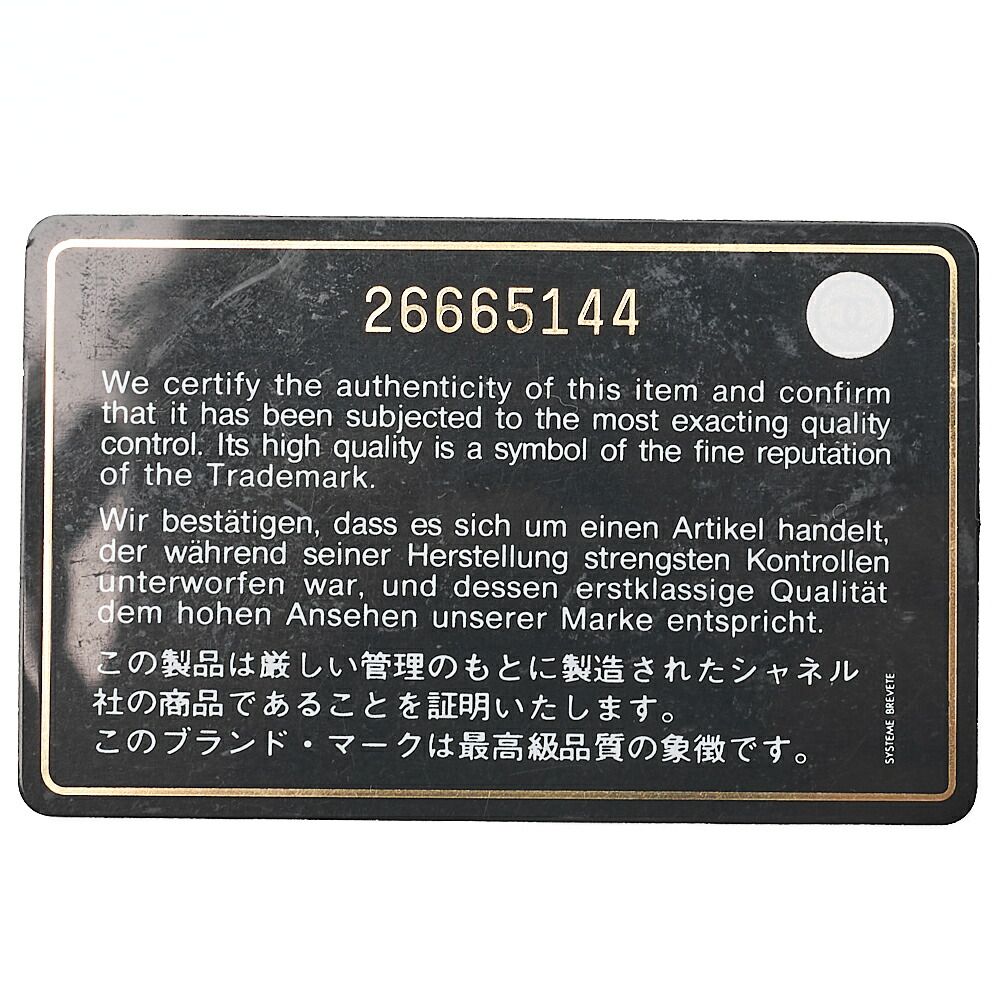 26665144
We certify the authenticity of this item and confirm
that it has been subjected to the most exacting quality
control. Its high quality is a symbol of the fine reputation
of the Trademark.
Wir bestätigen, dass es sich um einen Artikel handelt,
der während seiner Herstellung strengsten Kontrollen
unterworfen war, und dessen erstklassige Qualität
dem hohen Ansehen unserer Marke entspricht.
この製品は厳しい管理のもとに製造されたシャネル
社の商品であることを証明いたします。
このブランド・マークは最高級品質の象徴です。
SYSTEME BREVETE